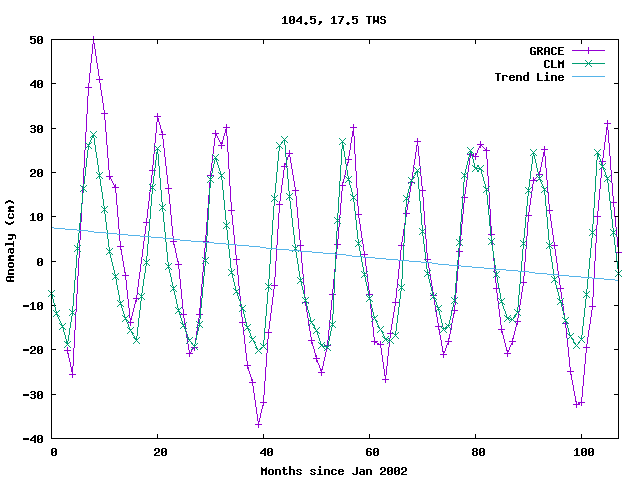 104.5, 17.5 TWS
GRACE
CLM
Trend Line
50
40
30
20
10
0
-10
-20
-30
-40
Anomaly (cm)
0 20 40 60 80 100
Months since Jan 2002